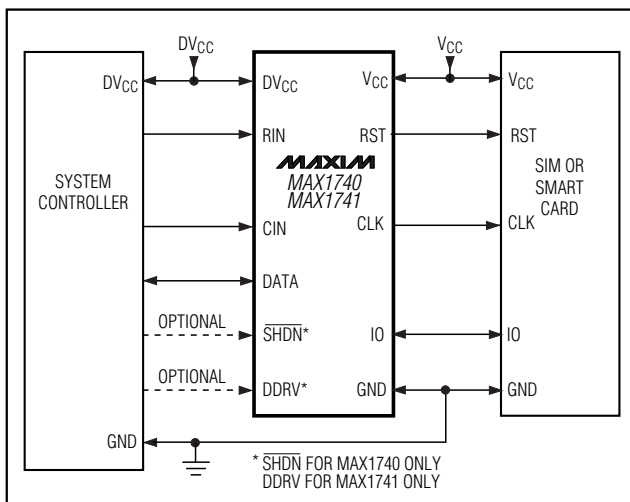 DVCC
VCC
DVCC
DVCC
VCC
VCC
RIN
RST
RST
MAXIM
MAX1740
MAX1741
SYSTEM
CONTROLLER
SIM OR
SMART
CARD
CIN
CLK
CLK
DATA
OPTIONAL
SHDN*
IO
IO
OPTIONAL
DDRV*
GND
GND
GND
* SHDN FOR MAX1740 ONLY
DDRV FOR MAX1741 ONLY